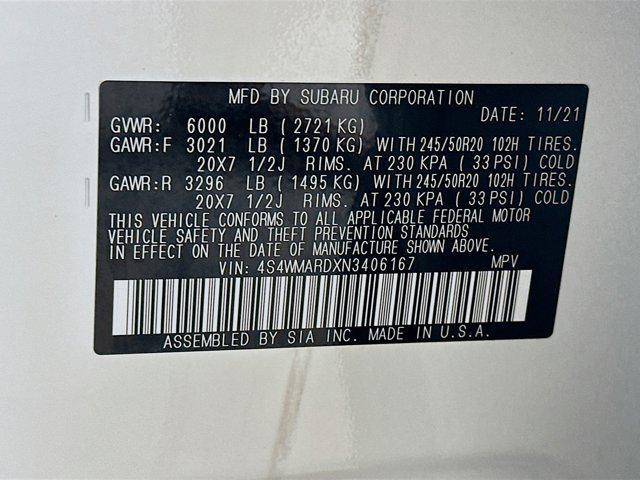 MFD BY SUBARU CORPORATION
DATE: 11/21
GVWR: 6000 LB ( 2721 KG)
GAWR:F 3021 LB ( 1370 KG) WITH 245/50R20 102H TIRES.
20X7 1/2J RIMS. AT 230 KPA ( 33 PSI) COLD
GAWR:R 3296 LB ( 1495 KG) WITH 245/50R20 102H TIRES.
20X7 1/2J RIMS. AT 230 KPA ( 33 PSI) COLD
THIS VEHICLE CONFORMS TO ALL APPLICABLE FEDERAL MOTOR
VEHICLE SAFETY AND THEFT PREVENTION STANDARDS
IN EFFECT ON THE DATE OF MANUFACTURE SHOWN ABOVE.
VIN: 4S4WMARDXN3406167 MPV
ASSEMBLED BY SIA INC. MADE IN U.S.A.